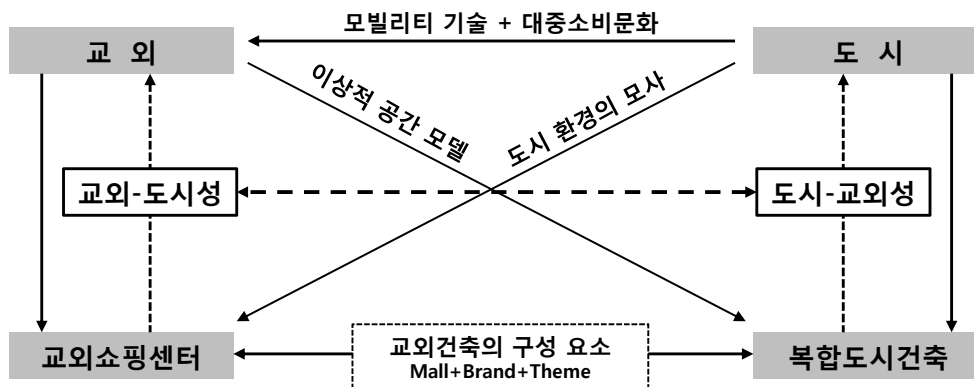 모빌리티 기술 + 대중소비문화
교 외
도 시
이상적 공간 모델
도시 환경의 모사
교외-도시성
도시-교외성
교외쇼핑센터
교외건축의 구성 요소
Mall+Brand+Theme
복합도시건축